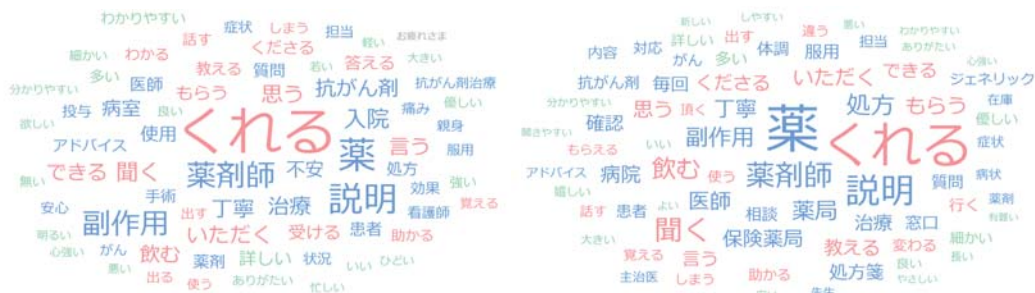 わかりやすい
症状 しまう 担当 お疲れさま
話す くださる 軽い 大きい
細かい わかる 教える 質問 若い 答える
分かりやすい 多い 医師 もらう 思う 抗がん剤 抗がん剤治療
投与 病室 良い 痛み 優しい
欲しい 使用 くれる 入院 親身
アドバイス 薬 言う 服用
無い できる 聞く 薬剤師 不安 処方
手術 説明 効果 強い
安心 副作用 出す 丁寧 治療 看護師 覚える
明るい いただく 受ける 患者 助かる
心強い がん 飲む 薬剤 詳しい 状況 いい ひどい
悪い 出る 使う ありがたい 忙しい
新しい しやすい 違う 悪い
内容 対応 詳しい 出す 体調 服用 担当 わかりやすい ありがたい
がん 多い 心強い
抗がん剤 毎回 くださる いただく できる ジェネリック
分かりやすい 思う 頂く 丁寧 処方 もらう 在庫
聞きやすい 確認 薬 くれる 優しい
もらえる 副作用 いい 症状
アドバイス 病院 飲む 使う 薬剤師 説明 質問 病状
嬉しい 医師 行く 薬剤
話す 患者 よい 相談 薬局 治療 窓口 有難い
大きい 聞く 保険薬局 細かい
覚える 言う 教える 変わる 長い
主治医 しまう 助かる 処方箋 良い やさしい
先生